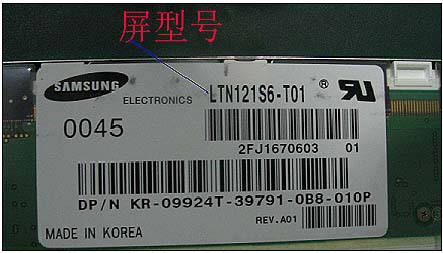 屏型号
SAMSUNG
ELECTRONICS
LTN121S6-T01 ®
0045
2FJ1670603 01
DP/N KR-09924T-39791-0B8-010P
REV.A01
MADE IN KOREA